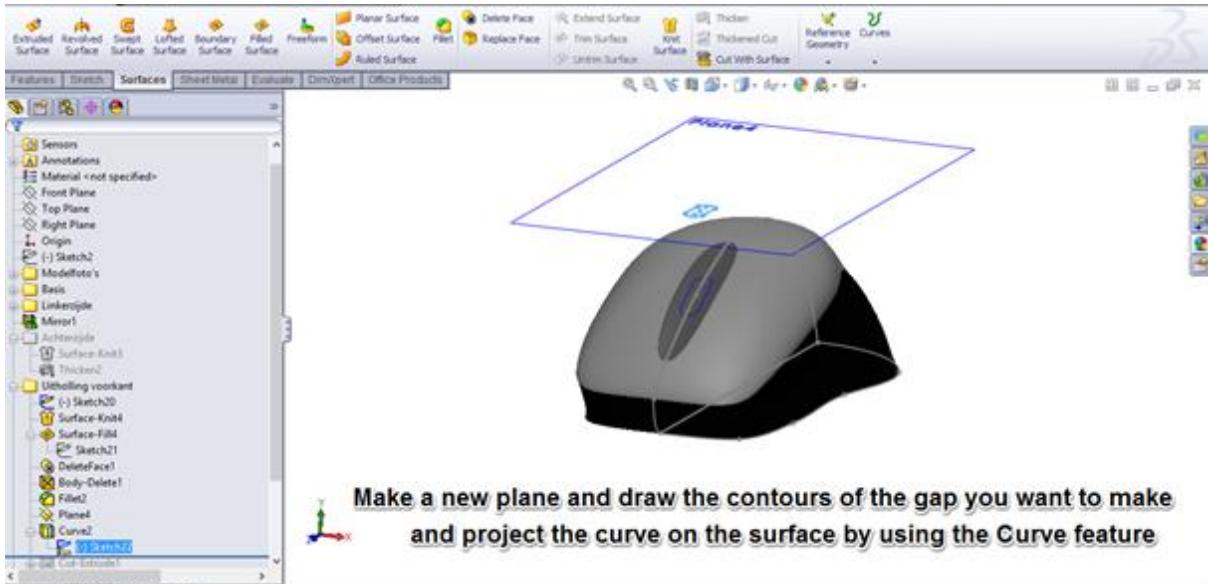 Planar Surface Delete Face Extend Surface Thicken
Extruded Surface Revolved Surface Swept Surface Lofted Surface Boundary Surface Filled Surface Freeform Offset Surface Fillet Replace Face Trim Surface Knit Surface Thickened Cut Reference Geometry Curves
Ruled Surface Untrim Surface Cut With Surface
Features Sketch Surfaces Sheet Metal Evaluate DimXpert Office Products
Plane4
Sensors
Annotations
Material <not specified>
Front Plane
Top Plane
Right Plane
Origin
(-) Sketch2
Modelfoto's
Basis
Linkerzijde
Mirror1
Achterzijde
Surface-Knit3
Thicken2
Uitholling voorkant
(-) Sketch20
Surface-Knit4
Surface-Fill4
Sketch21
DeleteFace1
Body-Delete1
Fillet2
Plane4
Curve2
(-) Sketch22
Cut-Extrude1
Make a new plane and draw the contours of the gap you want to make
and project the curve on the surface by using the Curve feature